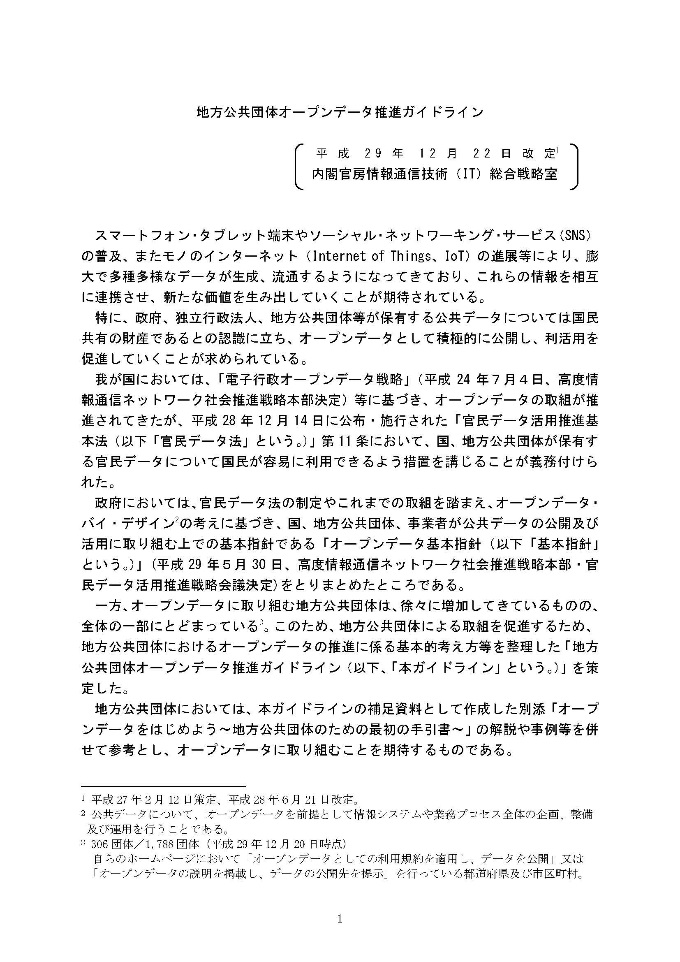 地方公共団体オープンデータ推進ガイドライン
平成29年12月22日改定1
内閣官房情報通信技術（IT）総合戦略室
スマートフォン・タブレット端末やソーシャル・ネットワーキング・サービス(SNS)
の普及、またモノのインターネット（Internet of Things、IoT）の進展等により、膨
大で多種多様なデータが生成、流通するようになってきており、これらの情報を相互
に連携させ、新たな価値を生み出していくことが期待されている。
特に、政府、独立行政法人、地方公共団体等が保有する公共データについては国民
共有の財産であるとの認識に立ち、オープンデータとして積極的に公開し、利活用を
促進していくことが求められている。
我が国においては、「電子行政オープンデータ戦略」（平成 24 年７月４日、高度情
報通信ネットワーク社会推進戦略本部決定）等に基づき、オープンデータの取組が推
進されてきたが、平成 28 年 12 月 14 日に公布・施行された「官民データ活用推進基
本法（以下「官民データ法」という。）」第 11 条において、国、地方公共団体が保有す
る官民データについて国民が容易に利用できるよう措置を講じることが義務付けら
れた。
政府においては、官民データ法の制定やこれまでの取組を踏まえ、オープンデータ・
バイ・デザイン2の考えに基づき、国、地方公共団体、事業者が公共データの公開及び
活用に取り組む上での基本指針である「オープンデータ基本指針（以下「基本指針」
という。）」（平成 29 年５月 30 日、高度情報通信ネットワーク社会推進戦略本部・官
民データ活用推進戦略会議決定)をとりまとめたところである。
一方、オープンデータに取り組む地方公共団体は、徐々に増加してきているものの、
全体の一部にとどまっている3。このため、地方公共団体による取組を促進するため、
地方公共団体におけるオープンデータの推進に係る基本的考え方等を整理した「地方
公共団体オープンデータ推進ガイドライン（以下、「本ガイドライン」という。）」を策
定した。
地方公共団体においては、本ガイドラインの補足資料として作成した別添「オープ
ンデータをはじめよう～地方公共団体のための最初の手引書～」の解説や事例等を併
せて参考とし、オープンデータに取り組むことを期待するものである。
1 平成 27 年２月 12 日策定、平成 28 年６月 21 日改定。
2 公共データについて、オープンデータを前提として情報システムや業務プロセス全体の企画、整備
及び運用を行うことである。
3 306 団体／1,788 団体（平成 29 年 12 月 20 日時点）
自らのホームページにおいて「オープンデータとしての利用規約を適用し、データを公開」又は
「オープンデータの説明を掲載し、データの公開先を提示」を行っている都道府県及び市区町村。
1